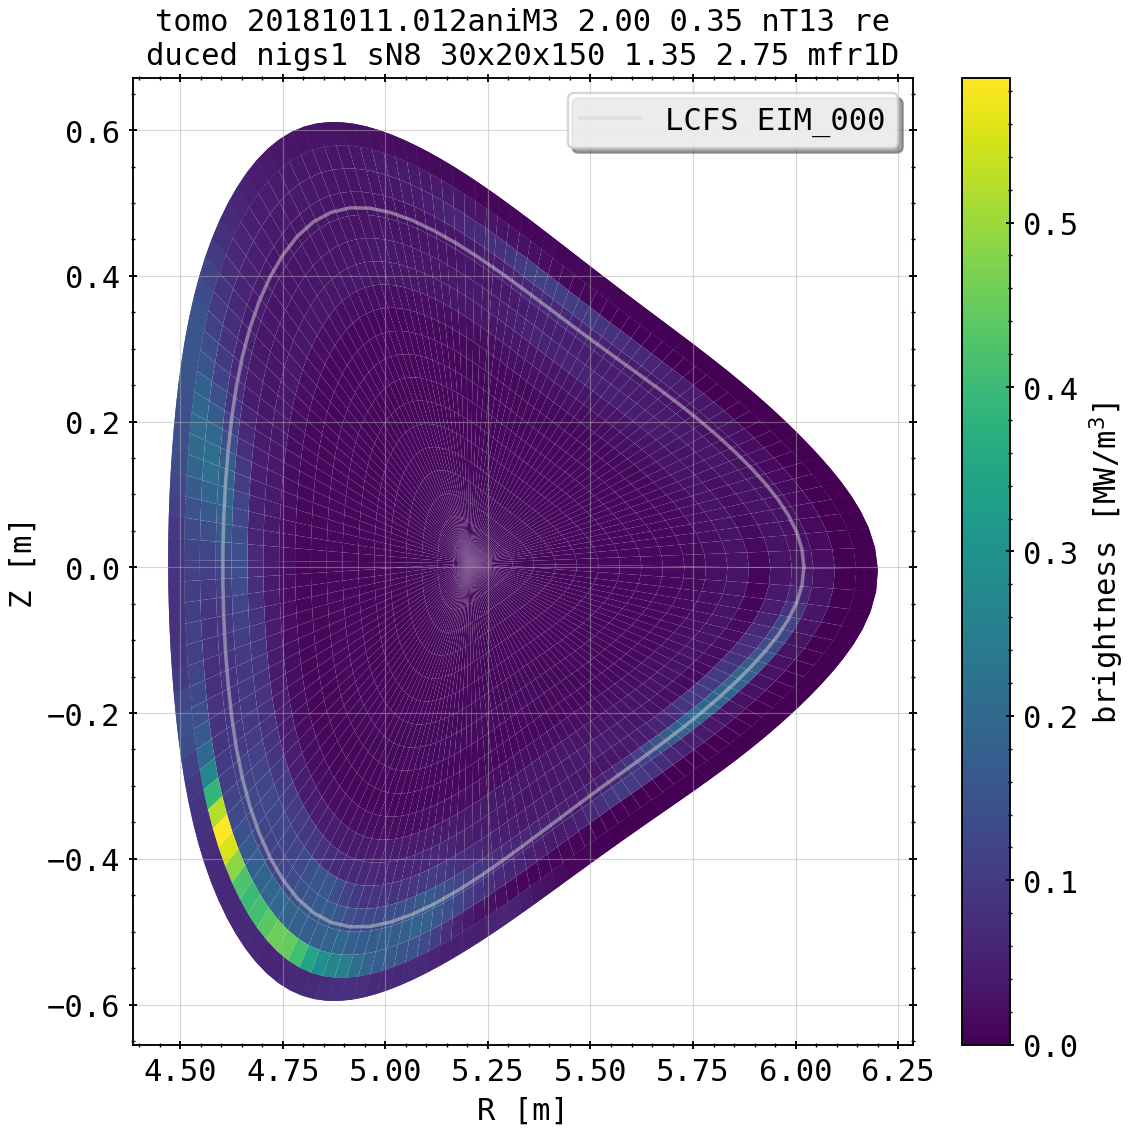 tomo 20181011.012aniM3 2.00 0.35 nT13 re
duced nigs1 sN8 30x20x150 1.35 2.75 mfr1D
LCFS EIM_000
0.6
0.4
0.2
0.0
−0.2
−0.4
−0.6
Z [m]
4.50 4.75 5.00 5.25 5.50 5.75 6.00 6.25
R [m]
0.5
0.4
0.3
0.2
0.1
0.0
brightness [MW/m³]